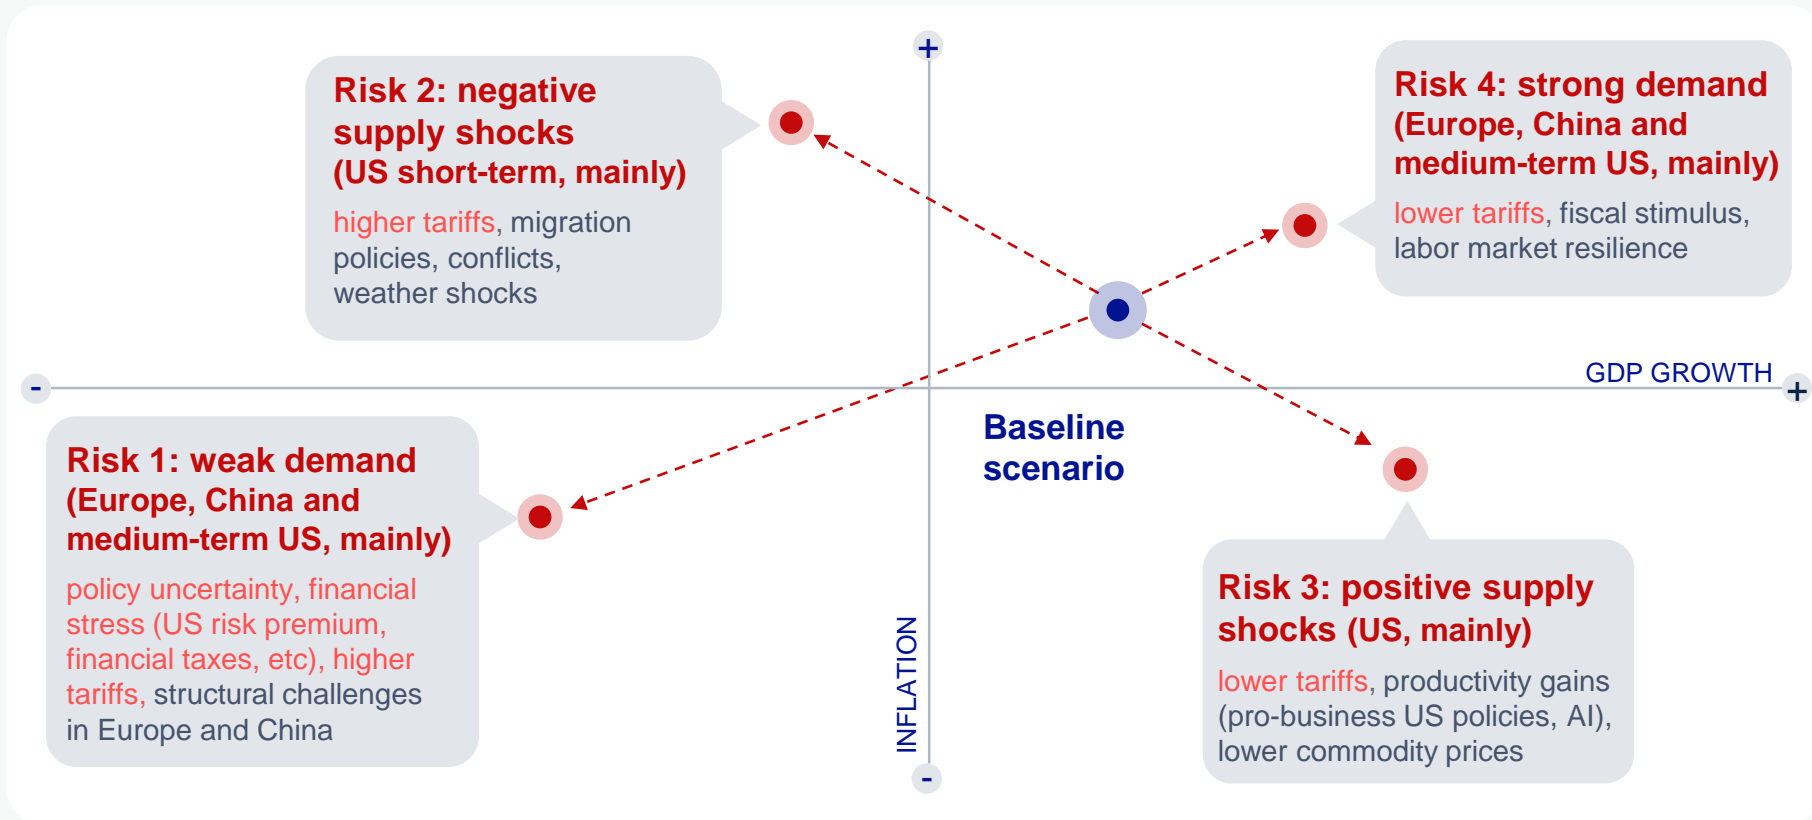 +
Risk 2: negative
supply shocks
(US short-term, mainly)
higher tariffs, migration
policies, conflicts,
weather shocks
Risk 4: strong demand
(Europe, China and
medium-term US, mainly)
lower tariffs, fiscal stimulus,
labor market resilience
GDP GROWTH
-
+
Baseline
scenario
Risk 1: weak demand
(Europe, China and
medium-term US, mainly)
policy uncertainty, financial
stress (US risk premium,
financial taxes, etc), higher
tariffs, structural challenges
in Europe and China
INFLATION
-
Risk 3: positive supply
shocks (US, mainly)
lower tariffs, productivity gains
(pro-business US policies, AI),
lower commodity prices